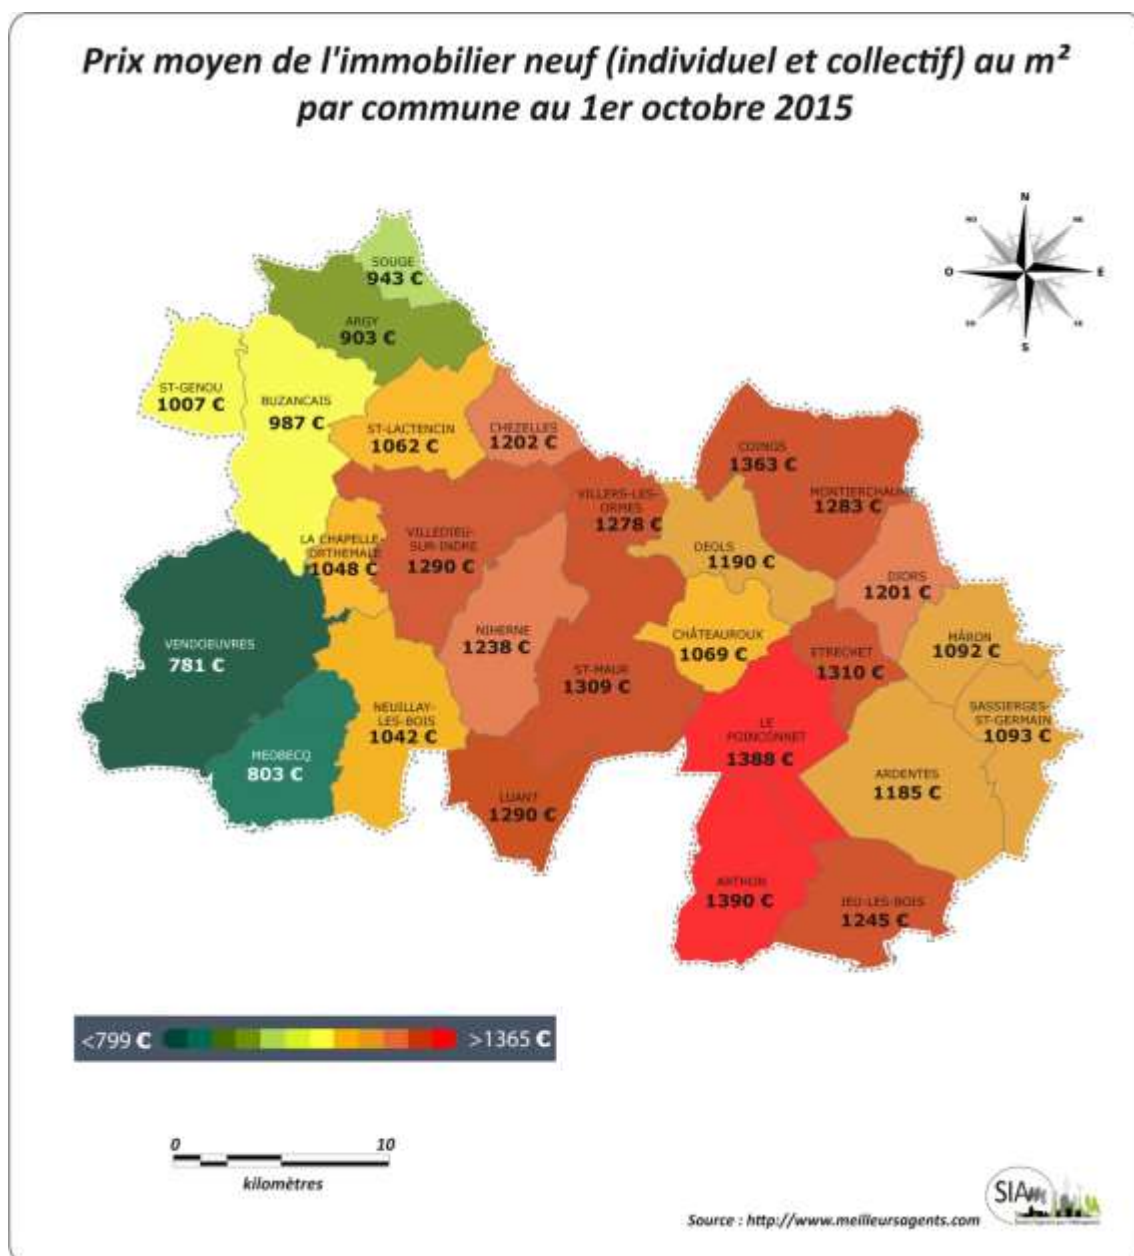 Prix moyen de l'immobilier neuf (individuel et collectif) au m²
par commune au 1er octobre 2015
N
NO
NE
O
E
SO
SE
S
SOUGE
943 €
ARGY
903 €
ST-GENOU
1007 €
BUZANCAIS
987 €
ST-LACTENCIN
1062 €
CHEZELLES
1202 €
COINGS
1363 €
MONTIERCHAUME
1283 €
VILLERS-LES-
ORMES
1278 €
VILLEDIEU-
SUR-INDRE
1290 €
LA CHAPELLE-
ORTHEMALE
1048 €
DEOLS
1190 €
DIORS
1201 €
VENDOEUVRES
781 €
NIHERNE
1238 €
CHÂTEAUROUX
1069 €
MÂRON
1092 €
ETRECHET
1310 €
ST-MAUR
1309 €
NEUILLAY-
LES-BOIS
1042 €
SASSIERGES-
ST-GERMAIN
1093 €
LE
POINCONNET
1388 €
MEOBECQ
803 €
ARDENTES
1185 €
LUANT
1290 €
ARTHON
1390 €
JEU-LES-BOIS
1245 €
<799 €
>1365 €
0
10
kilomètres
SIAm
Source : http://www.meilleursagents.com